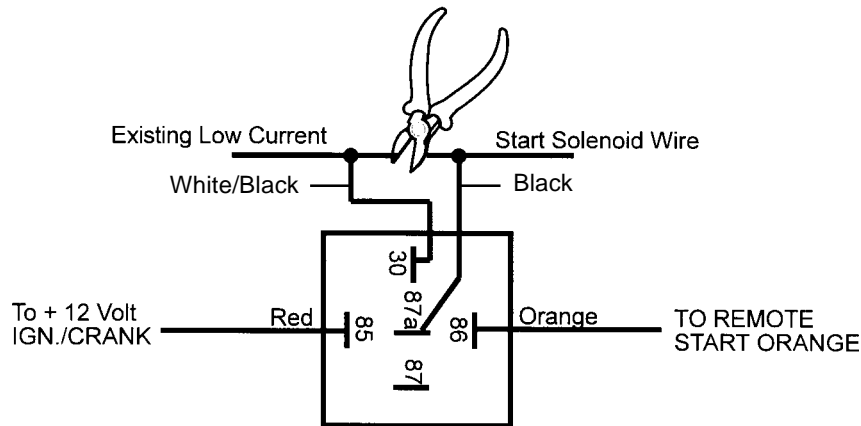 Existing Low Current
Start Solenoid Wire
White/Black
Black
30
87a
To + 12 Volt
IGN./CRANK
Red
85
86
Orange
TO REMOTE
START ORANGE
87